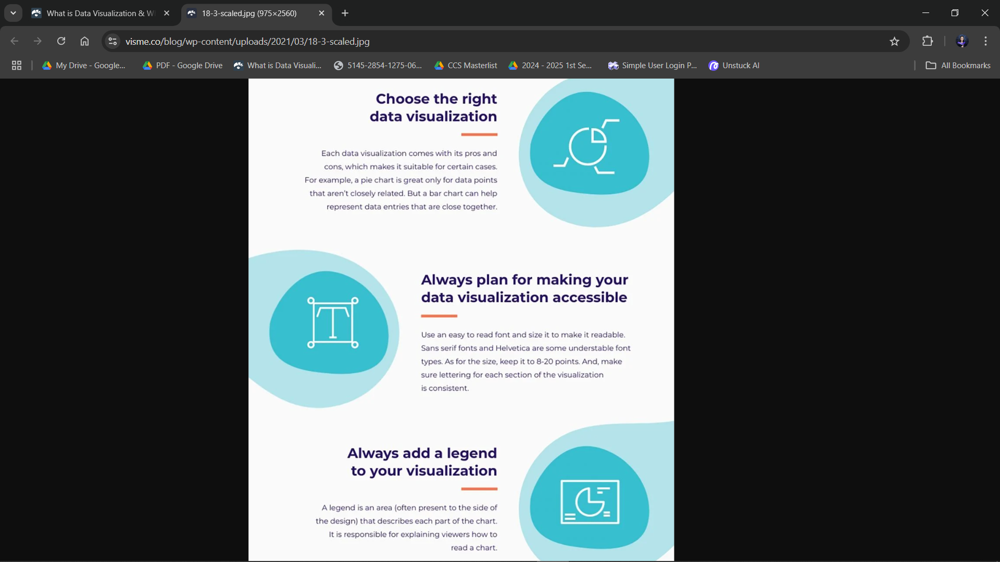 What is Data Visualization & W
18-3-scaled.jpg (975×2560)
visme.co/blog/wp-content/uploads/2021/03/18-3-scaled.jpg
My Drive - Google...
PDF - Google Drive
What is Data Visuali...
5145-2854-1275-06...
CCS Masterlist
2024 - 2025 1st Se...
Simple User Login P...
Unstuck AI
All Bookmarks
Choose the right
data visualization
Each data visualization comes with its pros and
cons, which makes it suitable for certain cases.
For example, a pie chart is great only for data points
that aren't closely related. But a bar chart can help
represent data entries that are close together.
T
Always plan for making your
data visualization accessible
Use an easy to read font and size it to make it readable.
Sans serif fonts and Helvetica are some understable font
types. As for the size, keep it to 8-20 points. And, make
sure lettering for each section of the visualization
is consistent.
Always add a legend
to your visualization
A legend is an area (often present to the side of
the design) that describes each part of the chart.
It is responsible for explaining viewers how to
read a chart.